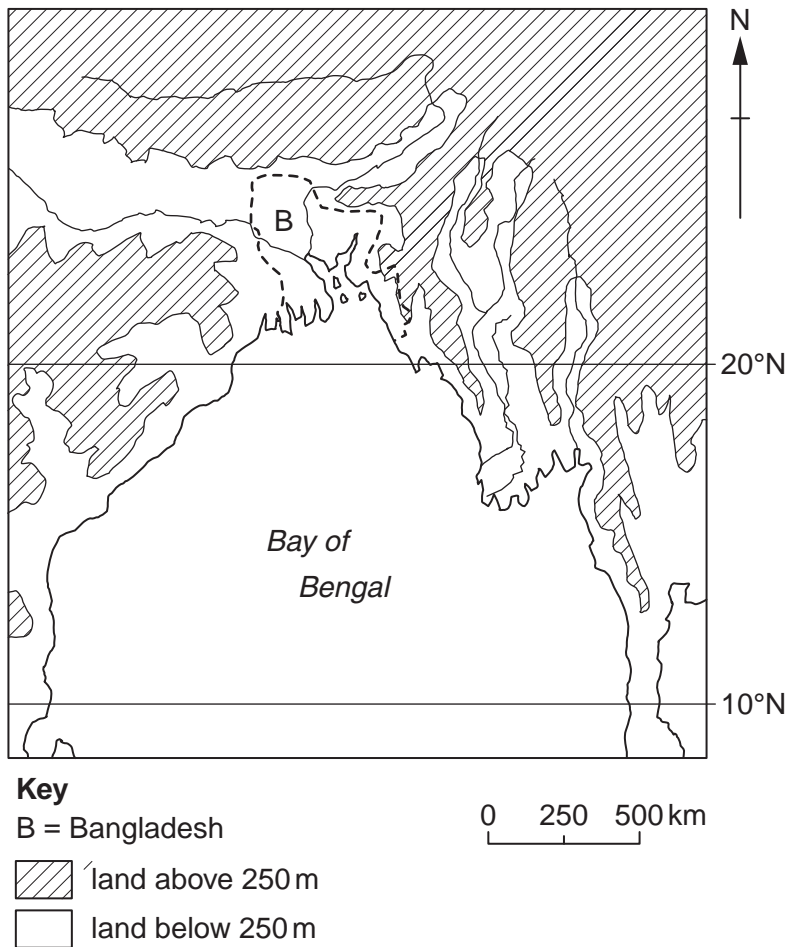 N
B
20°N
Bay of
Bengal
10°N
Key
B = Bangladesh
0 250 500 km
land above 250 m
land below 250 m